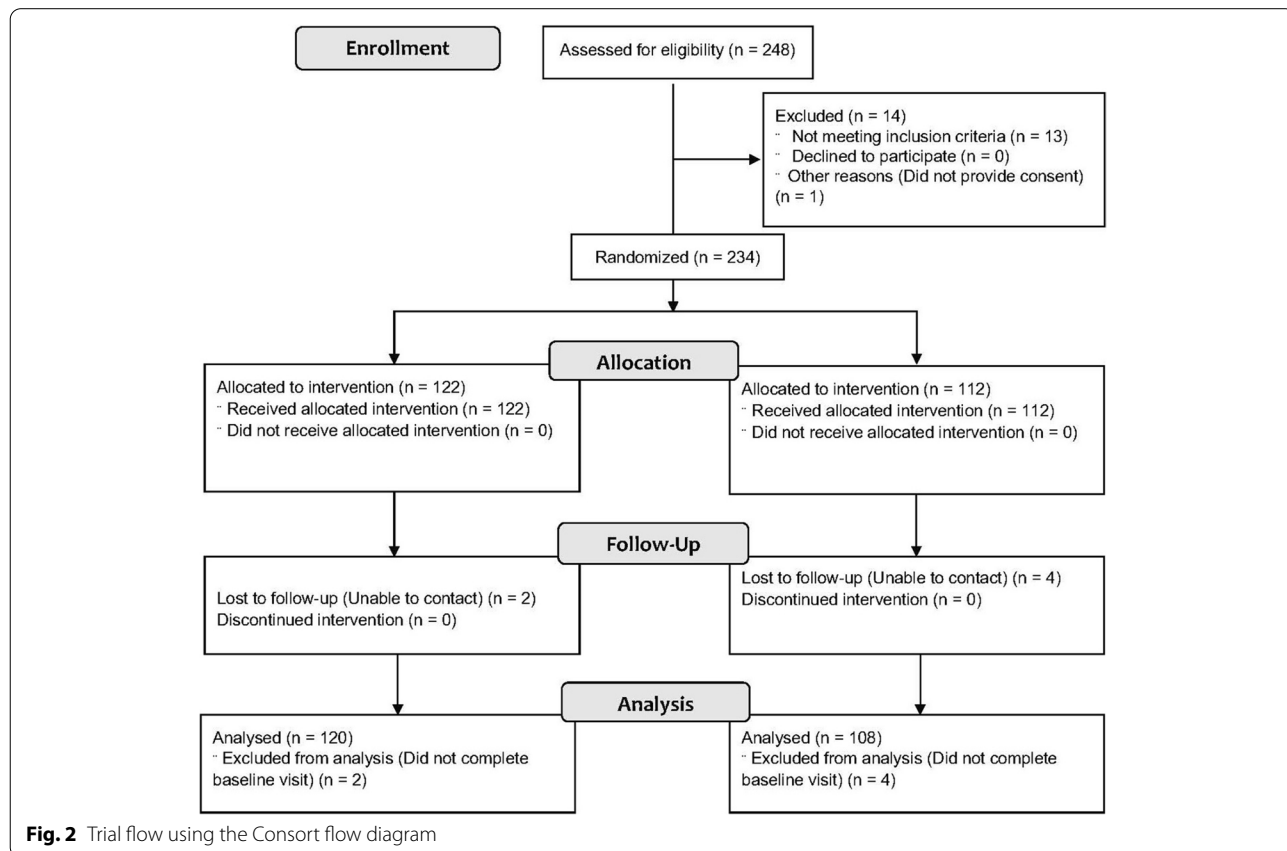 Enrollment
Assessed for eligibility (n = 248)
Excluded (n = 14)
¨ Not meeting inclusion criteria (n = 13)
¨ Declined to participate (n = 0)
¨ Other reasons (Did not provide consent)
(n = 1)
Randomized (n = 234)
Allocation
Allocated to intervention (n = 122)
¨ Received allocated intervention (n = 122)
¨ Did not receive allocated intervention (n = 0)
Allocated to intervention (n = 112)
¨ Received allocated intervention (n = 112)
¨ Did not receive allocated intervention (n = 0)
Follow-Up
Lost to follow-up (Unable to contact) (n = 2)
Discontinued intervention (n = 0)
Lost to follow-up (Unable to contact) (n = 4)
Discontinued intervention (n = 0)
Analysis
Analysed (n = 120)
¨ Excluded from analysis (Did not complete
baseline visit) (n = 2)
Analysed (n = 108)
¨ Excluded from analysis (Did not complete
baseline visit) (n = 4)
Fig. 2 Trial flow using the Consort flow diagram